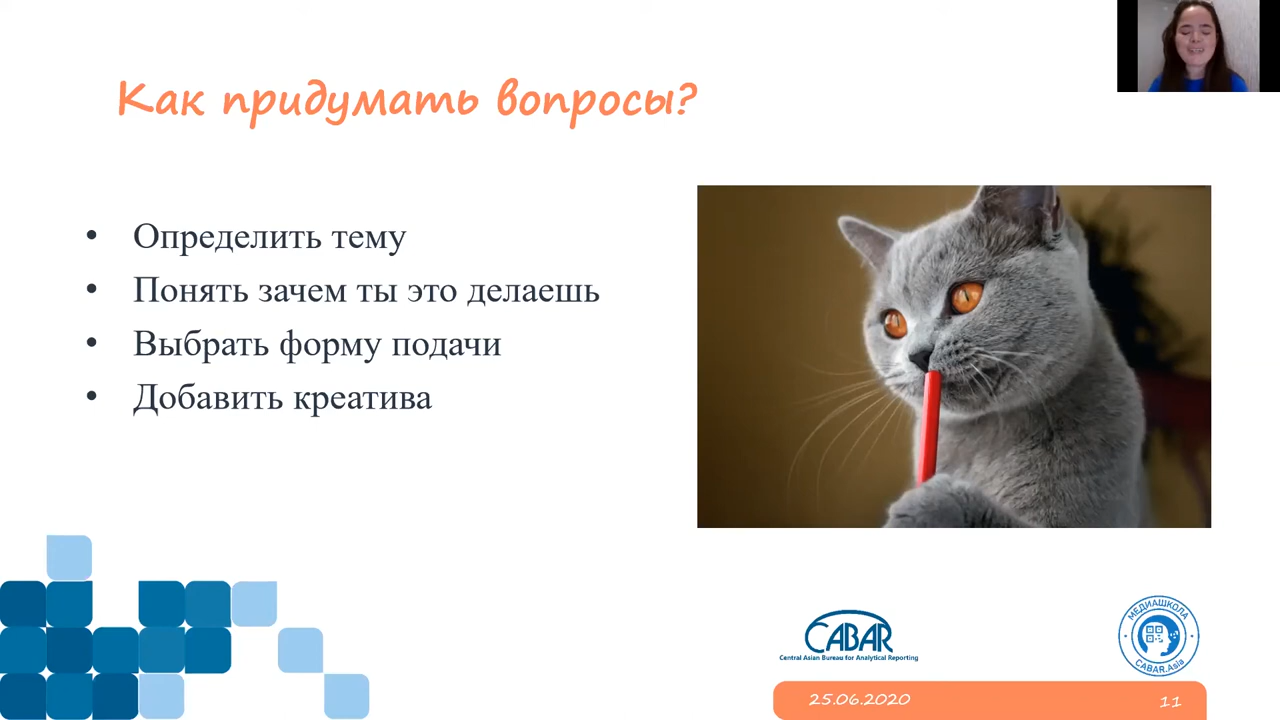 Как придумать вопросы?
• Определить тему
• Понять зачем ты это делаешь
• Выбрать форму подачи
• Добавить креатива
CABAR
Central Asian Bureau for Analytical Reporting
МЕДИАШКОЛА
CABAR.Asia
25.06.2020
11